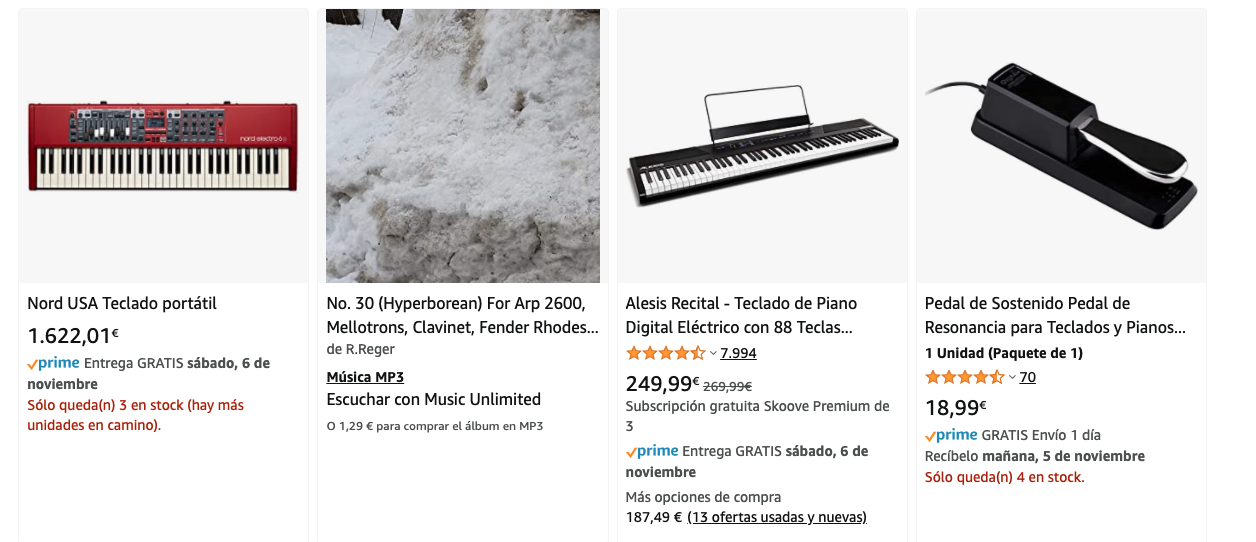 nord electro 6
ALESIS
Nord USA Teclado portátil
1.622,01€
prime Entrega GRATIS sábado, 6 de
noviembre
Sólo queda(n) 3 en stock (hay más
unidades en camino).
No. 30 (Hyperborean) For Arp 2600,
Mellotrons, Clavinet, Fender Rhodes...
de R.Reger
Música MP3
Escuchar con Music Unlimited
O 1,29 € para comprar el álbum en MP3
Alesis Recital - Teclado de Piano
Digital Eléctrico con 88 Teclas...
7.994
249,99€ 269,99€
Subscripción gratuita Skoove Premium de
3
prime Entrega GRATIS sábado, 6 de
noviembre
Más opciones de compra
187,49 € (13 ofertas usadas y nuevas)
Pedal de Sostenido Pedal de
Resonancia para Teclados y Pianos...
1 Unidad (Paquete de 1)
70
18,99€
prime GRATIS Envío 1 día
Recíbelo mañana, 5 de noviembre
Sólo queda(n) 4 en stock.